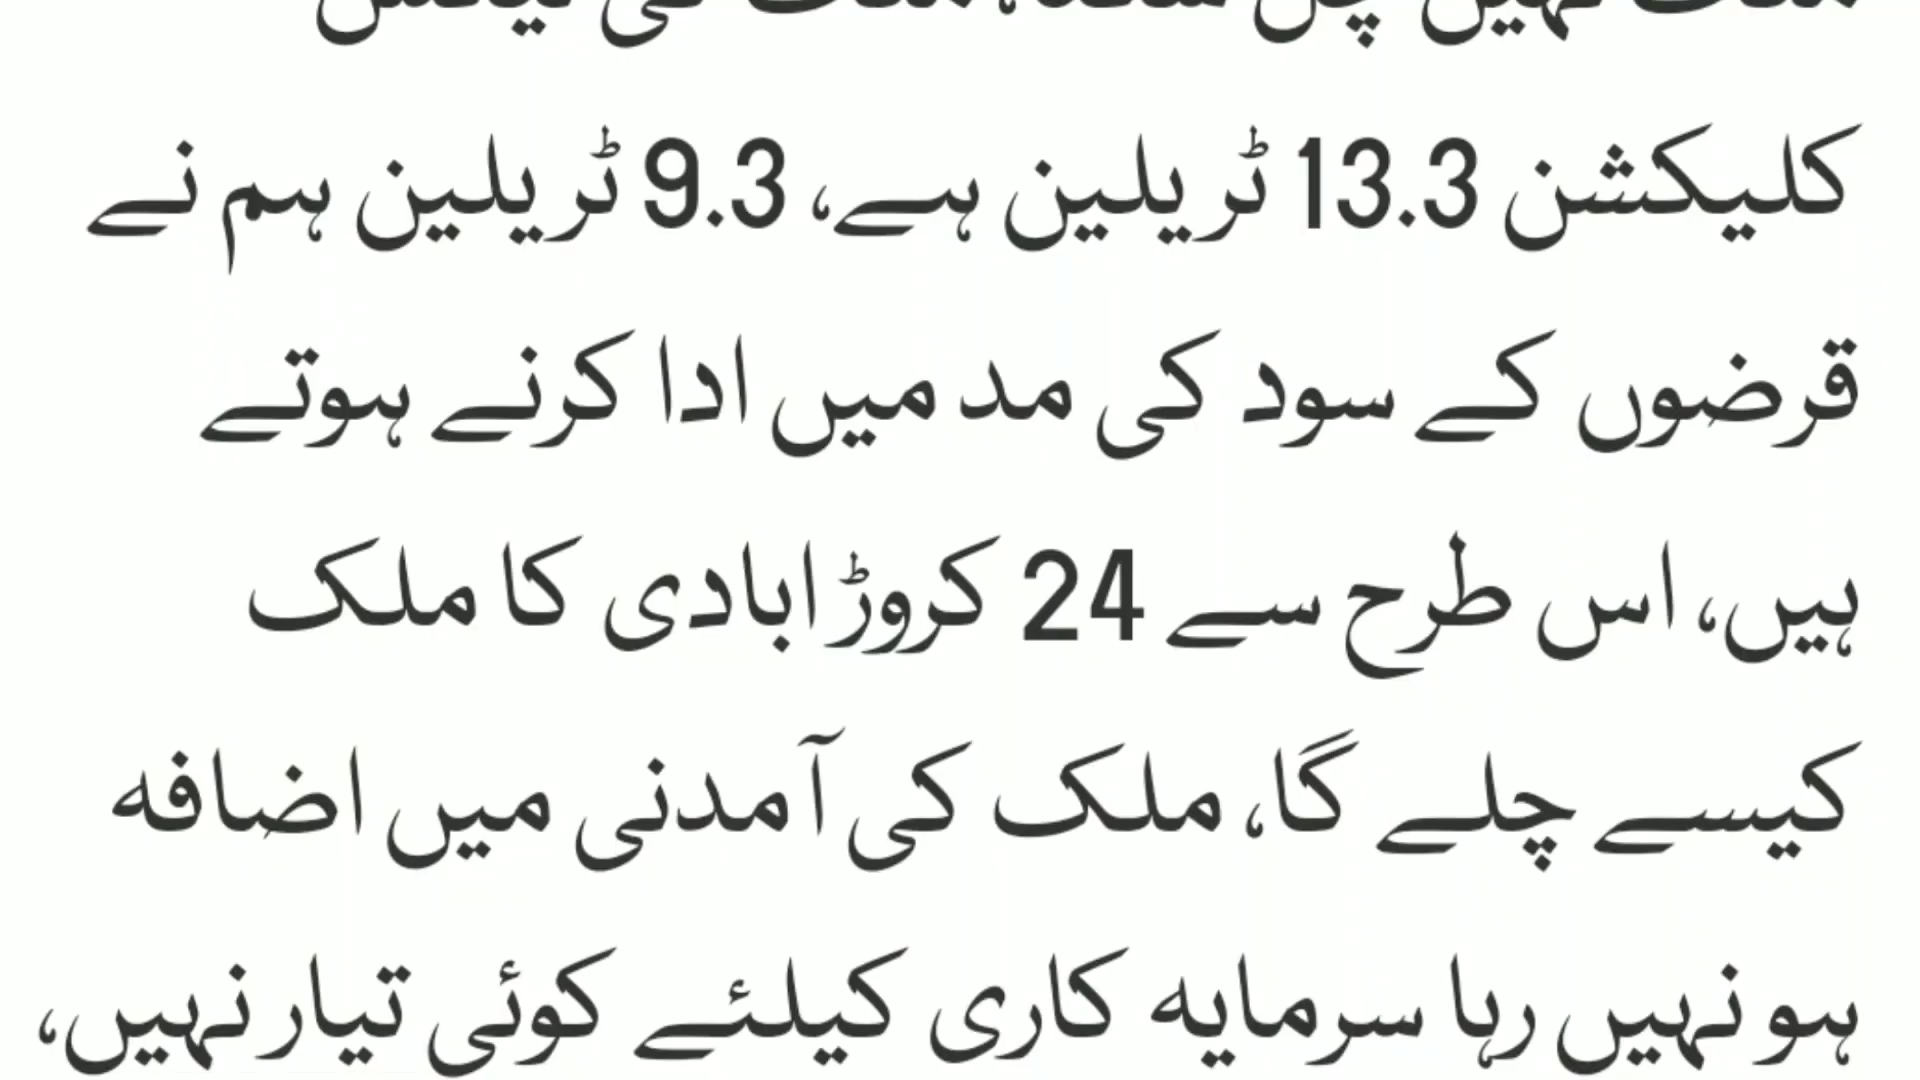 کلیکشن 13.3 ٹریلین ہے، 9.3 ٹریلین ہم نے
قرضوں کے سود کی مد میں ادا کرنے ہوتے
ہیں، اس طرح سے 24 کروڑ ابادی کا ملک
کیسے چلے گا، ملک کی آمدنی میں اضافہ
ہو نہیں رہا سرمایہ کاری کیلئے کوئی تیار نہیں،